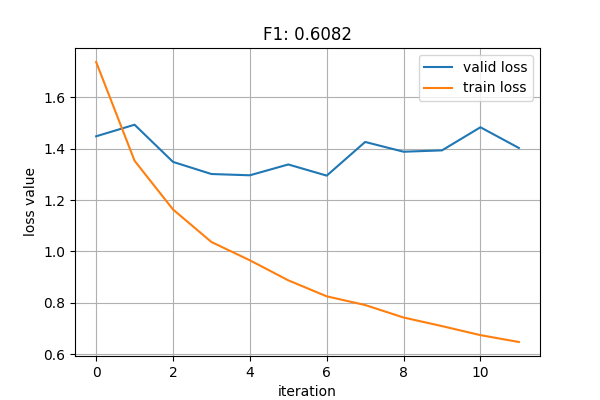 F1: 0.6082
valid loss
train loss
loss value
1.6
1.4
1.2
1.0
0.8
0.6
0 2 4 6 8 10
iteration